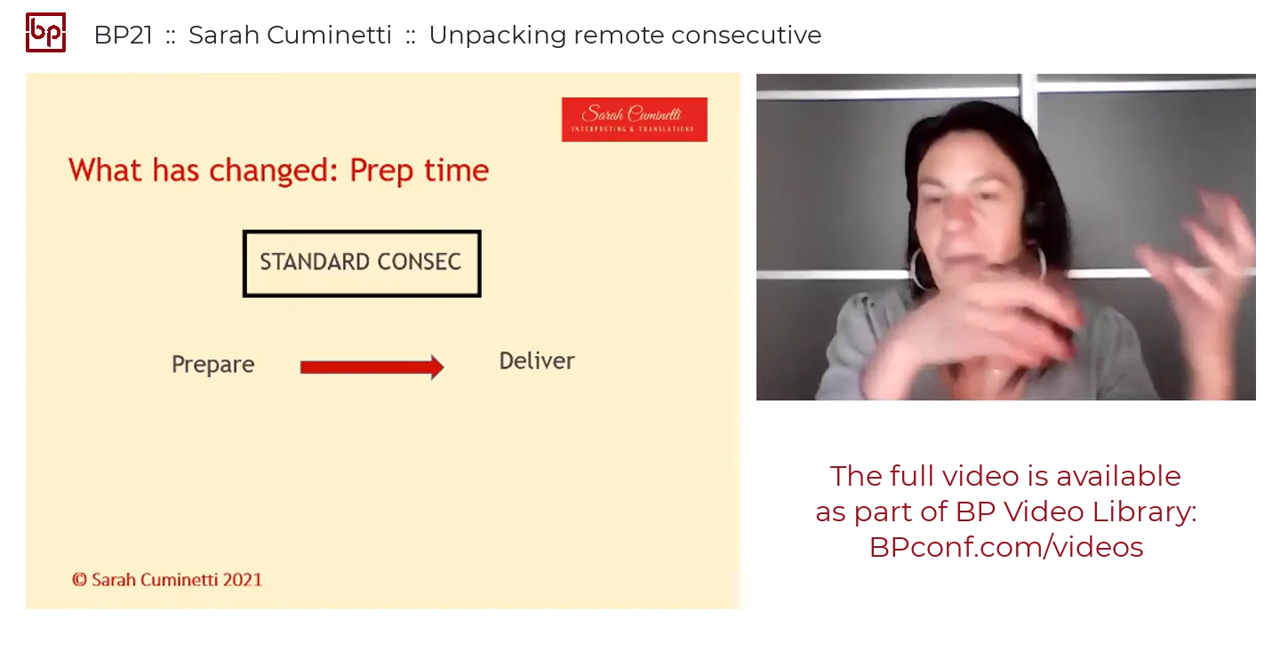 bp
BP21 :: Sarah Cuminetti :: Unpacking remote consecutive
Sarah Cuminetti
INTERPRETING & TRANSLATIONS
What has changed: Prep time
STANDARD CONSEC
Prepare
Deliver
© Sarah Cuminetti 2021
The full video is available
as part of BP Video Library:
BPconf.com/videos